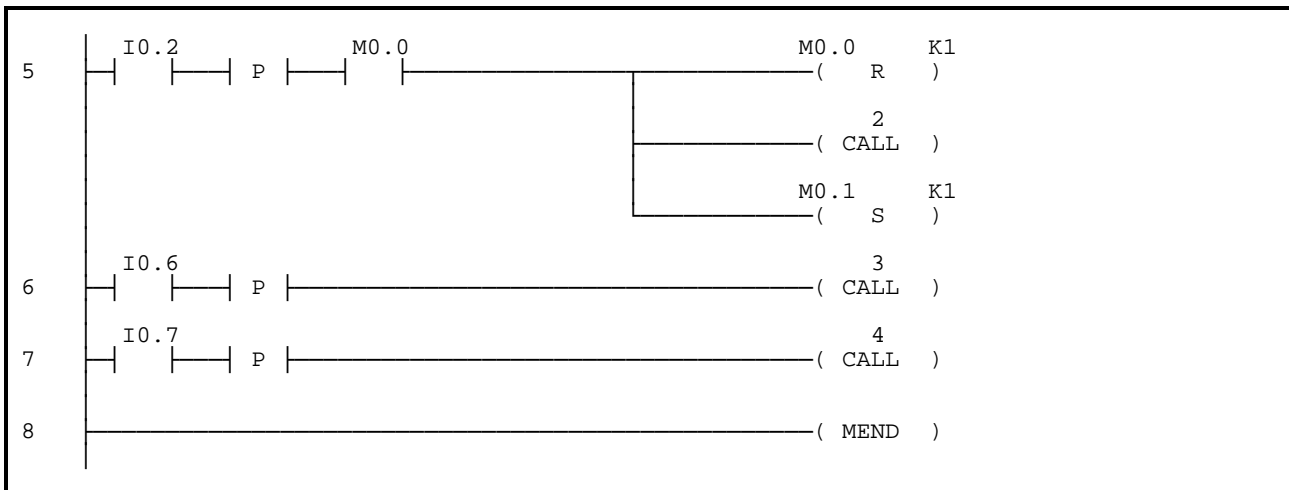 I0.2 M0.0 M0.0 K1
5 P ( R )
2
( CALL )
M0.1 K1
( S )
I0.6 3
6 P ( CALL )
I0.7 4
7 P ( CALL )
8 ( MEND )